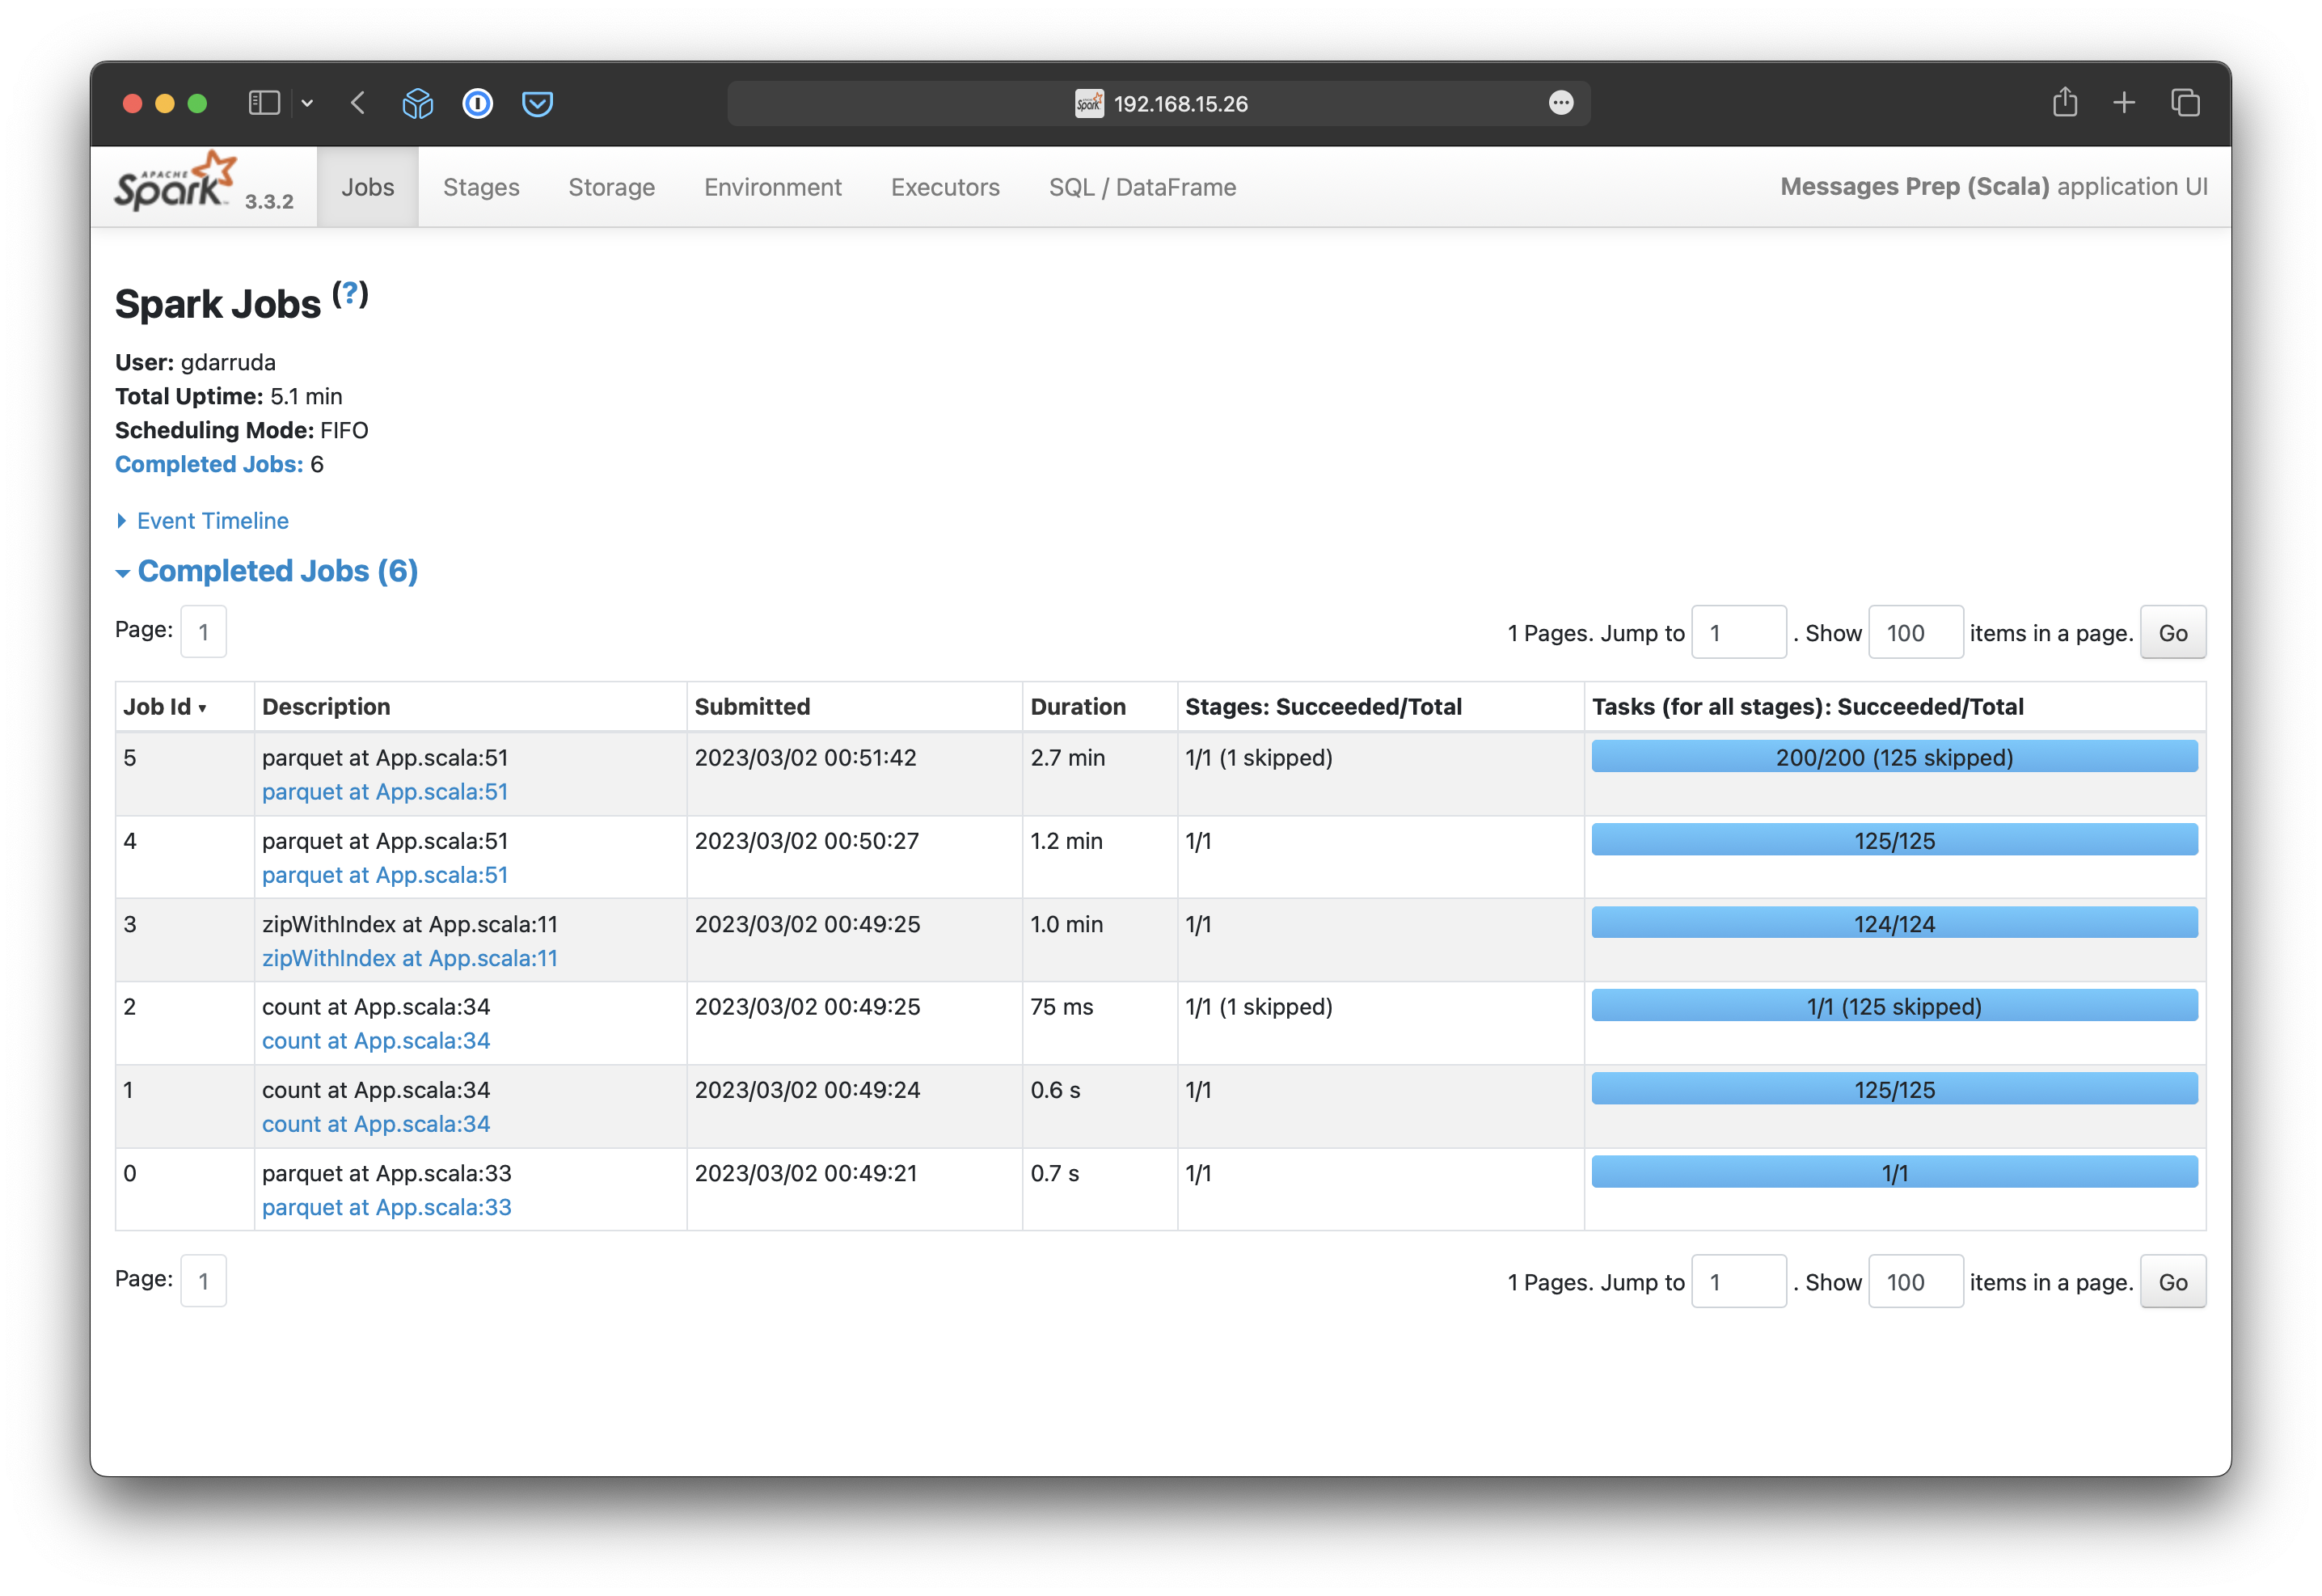 192.168.15.26
APACHE Spark 3.3.2 Jobs Stages Storage Environment Executors SQL / DataFrame Messages Prep (Scala) application UI
Spark Jobs (?)
User: gdarruda
Total Uptime: 5.1 min
Scheduling Mode: FIFO
Completed Jobs: 6
Event Timeline
Completed Jobs (6)
Page: 1 1 Pages. Jump to 1 . Show 100 items in a page. Go
Job Id ▾ Description Submitted Duration Stages: Succeeded/Total Tasks (for all stages): Succeeded/Total
5 parquet at App.scala:51 2023/03/02 00:51:42 2.7 min 1/1 (1 skipped) 200/200 (125 skipped)
parquet at App.scala:51
4 parquet at App.scala:51 2023/03/02 00:50:27 1.2 min 1/1 125/125
parquet at App.scala:51
3 zipWithIndex at App.scala:11 2023/03/02 00:49:25 1.0 min 1/1 124/124
zipWithIndex at App.scala:11
2 count at App.scala:34 2023/03/02 00:49:25 75 ms 1/1 (1 skipped) 1/1 (125 skipped)
count at App.scala:34
1 count at App.scala:34 2023/03/02 00:49:24 0.6 s 1/1 125/125
count at App.scala:34
0 parquet at App.scala:33 2023/03/02 00:49:21 0.7 s 1/1 1/1
parquet at App.scala:33
Page: 1 1 Pages. Jump to 1 . Show 100 items in a page. Go